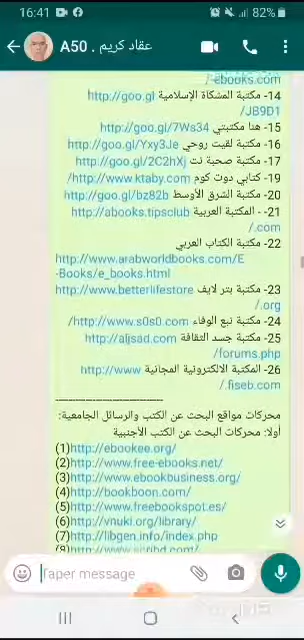 16:41
82%
عقاد كريم . A50
-ebooks.com/
14- مكتبة المشكاة الإسلامية http://goo.gl
/JB9D1
15- هنا مكتبتي http://goo.gl/7Ws34
16- مكتبة لقيت روحي http://goo.gl/Yxy3Je
17- مكتبة صحبة نت http://goo.gl/2C2hXj
19- كتابي دوت كوم http://www.ktaby.com/
20- مكتبة الشرق الأوسط http://goo.gl/bz82b
21- - المكتبة العربية http://abooks.tipsclub
.com/
22- مكتبة الكتاب العربي
http://www.arabworldbooks.com/E
-Books/e_books.html
23- مكتبة بتر لايف http://www.betterlifestore
.org/
24- مكتبة نبع الوفاء http://www.s0s0.com/
25- مكتبة جسد الثقافة http://aljsad.com
/forums.php
26- المكتبة الالكترونية المجانية http://www
.fiseb.com/
محركات مواقع البحث عن الكتب والرسائل الجامعية:
أولا: محركات البحث عن الكتب الأجنبية
(1)http://ebookee.org/
(2)http://www.free-ebooks.net/
(3)http://www.ebookbusiness.org/
(4)http://bookboon.com/
(5)http://www.freebookspot.es/
(6)http://vnuki.org/library/
(7)http://libgen.info/index.php
(8)http://www.scribd.com/
Taper message